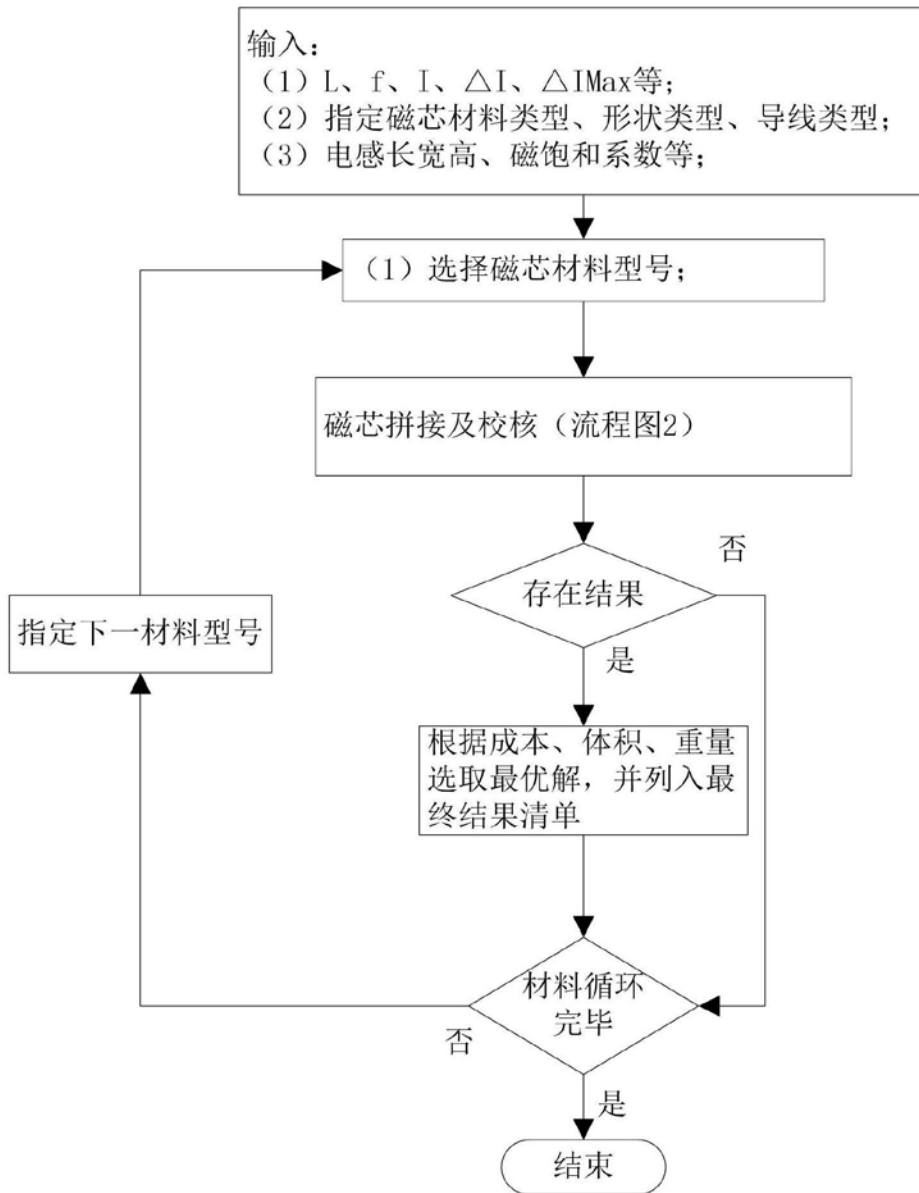 输入：
（1）L、f、I、△I、△IMax等；
（2）指定磁芯材料类型、形状类型、导线类型；
（3）电感长宽高、磁饱和系数等；
（1）选择磁芯材料型号；
磁芯拼接及校核（流程图2）
否
存在结果
指定下一材料型号
是
根据成本、体积、重量
选取最优解，并列入最
终结果清单
材料循环
完毕
否
是
结束